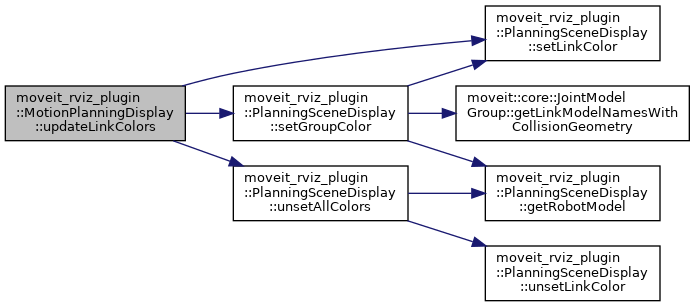 moveit_rviz_plugin
::MotionPlanningDisplay
::updateLinkColors
moveit_rviz_plugin
::PlanningSceneDisplay
::setLinkColor
moveit_rviz_plugin
::PlanningSceneDisplay
::setGroupColor
moveit::core::JointModel
Group::getLinkModelNamesWith
CollisionGeometry
moveit_rviz_plugin
::PlanningSceneDisplay
::unsetAllColors
moveit_rviz_plugin
::PlanningSceneDisplay
::getRobotModel
moveit_rviz_plugin
::PlanningSceneDisplay
::unsetLinkColor